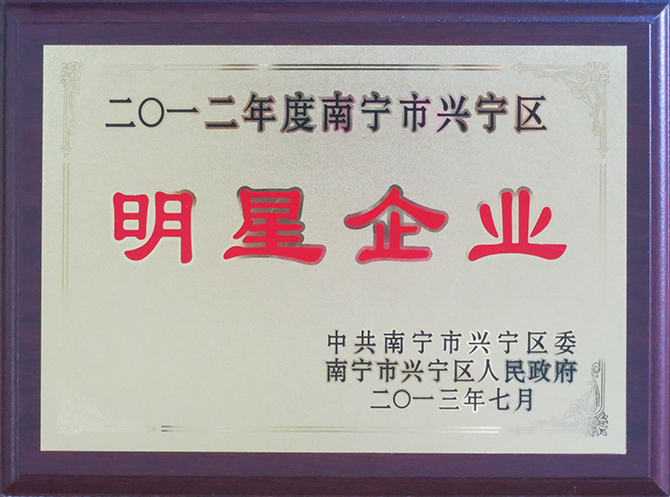 二〇一二年度南宁市兴宁区
明星企业
中共南宁市兴宁区委
南宁市兴宁区人民政府
二〇一三年七月